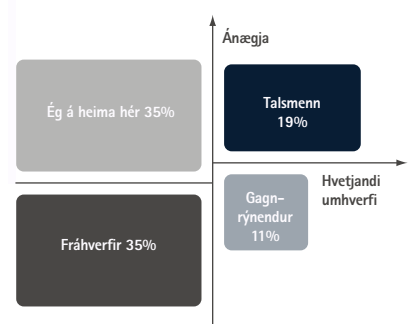 Ánægja
Ég á heima hér 35%
Talsmenn
19%
Hvetjandi
umhverfi
Gagn-
rýnendur
11%
Fráhverfir 35%